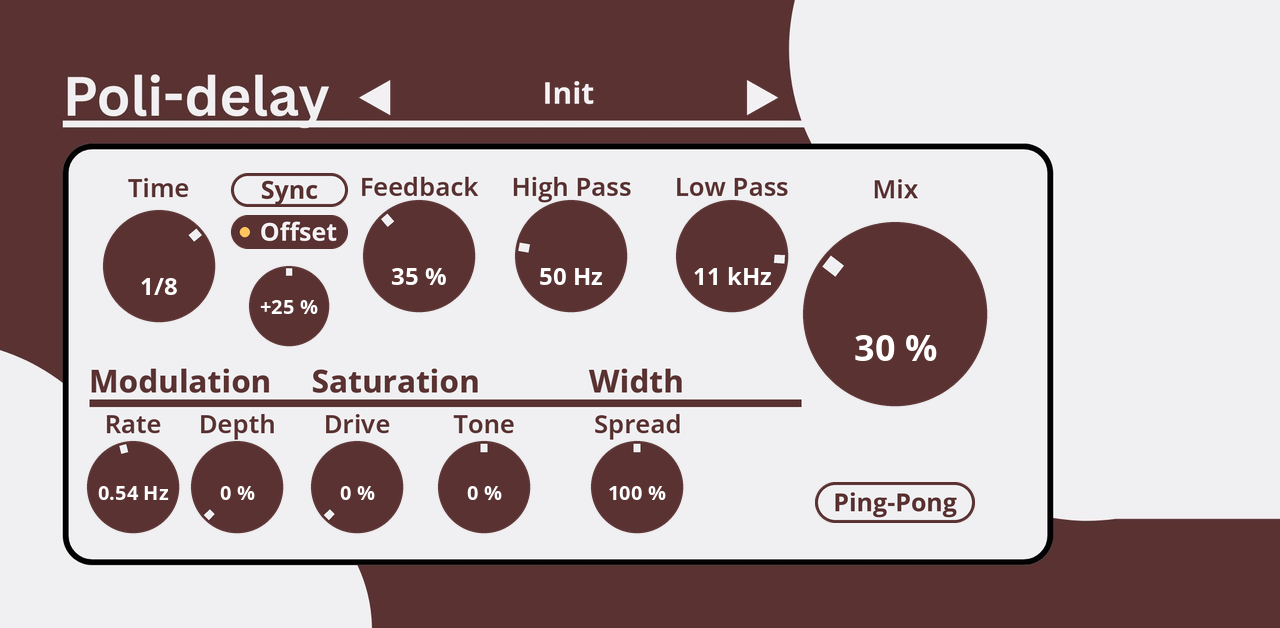 Poli-delay
Init
Time
Sync
Feedback
High Pass
Low Pass
Mix
Offset
1/8
+25 %
35 %
50 Hz
11 kHz
30 %
Modulation
Saturation
Width
Rate
Depth
Drive
Tone
Spread
0.54 Hz
0 %
0 %
0 %
100 %
Ping-Pong